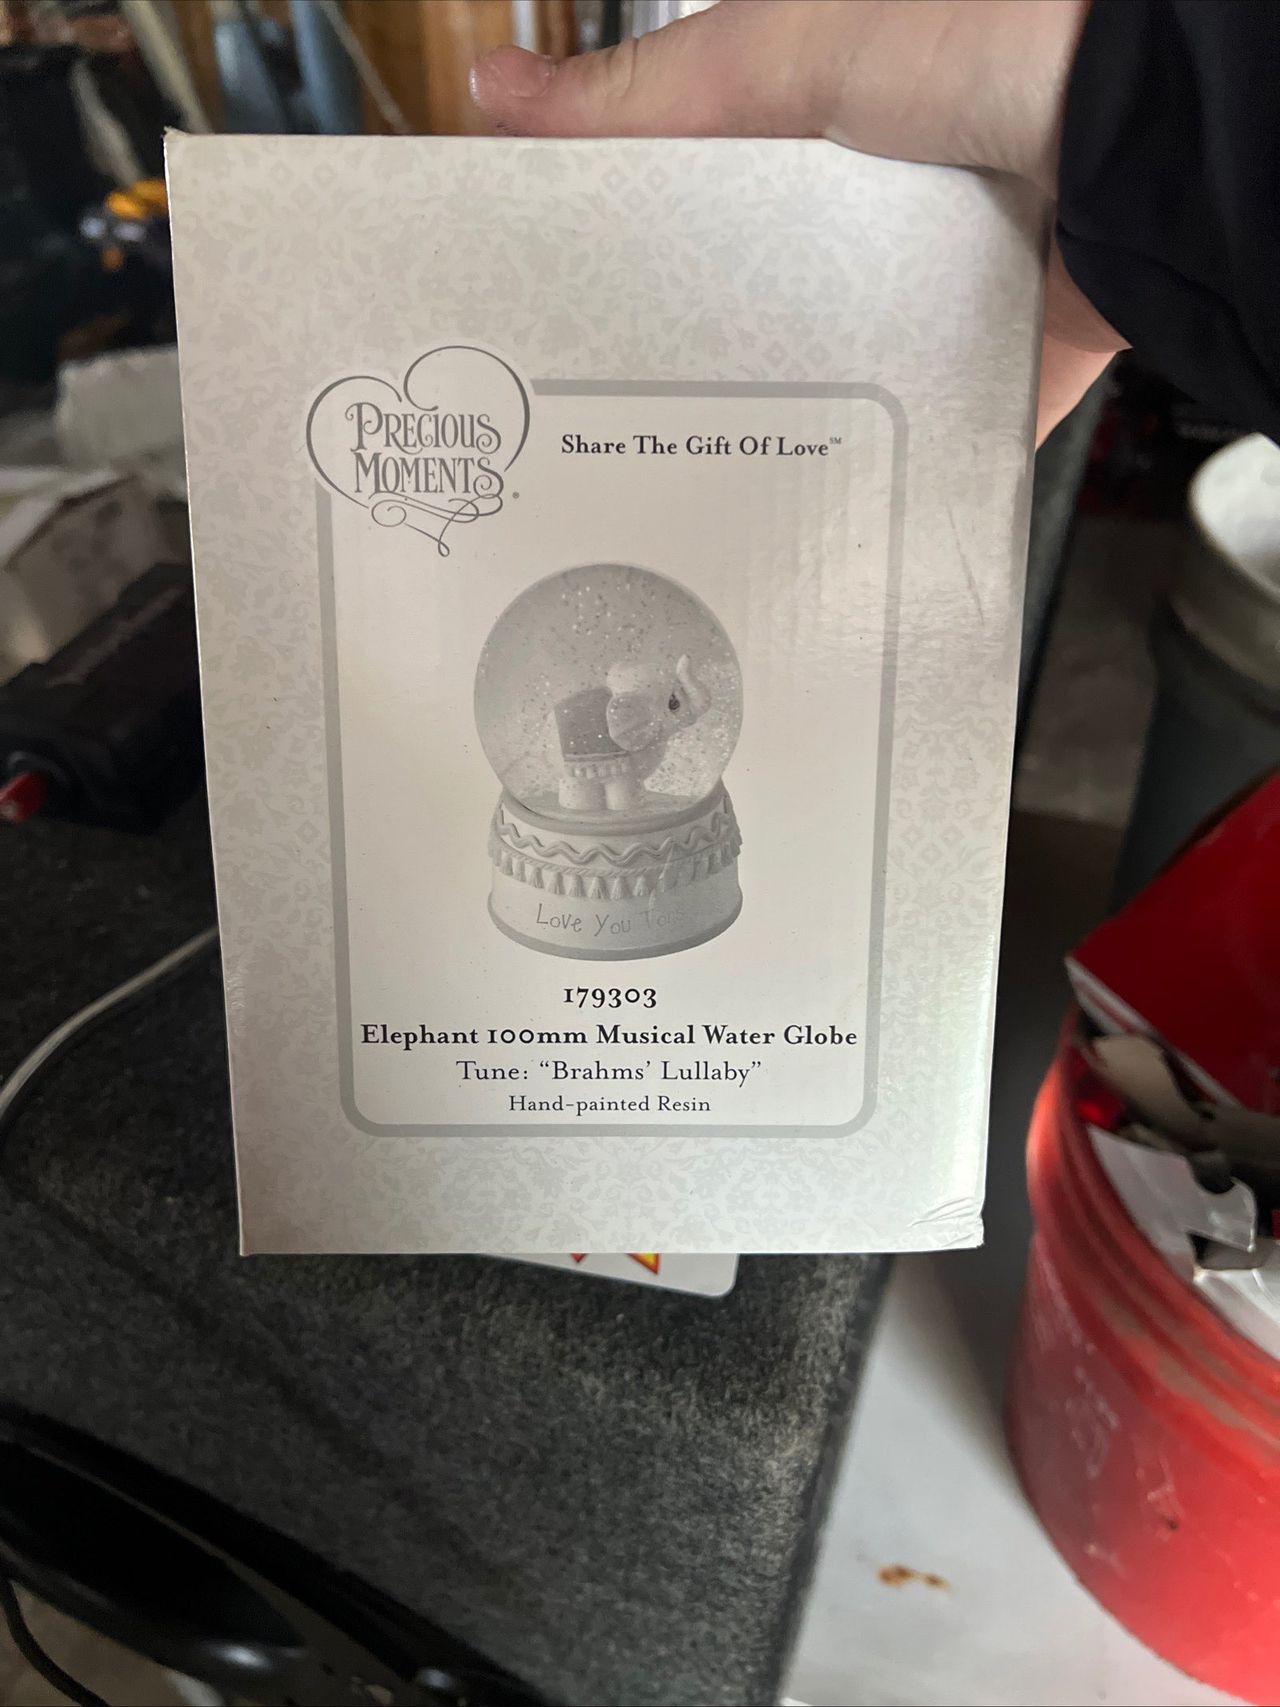 PRECIOUS
MOMENTS®
Share The Gift Of Love℠
Love You Tons
179303
Elephant 100mm Musical Water Globe
Tune: “Brahms’ Lullaby”
Hand-painted Resin